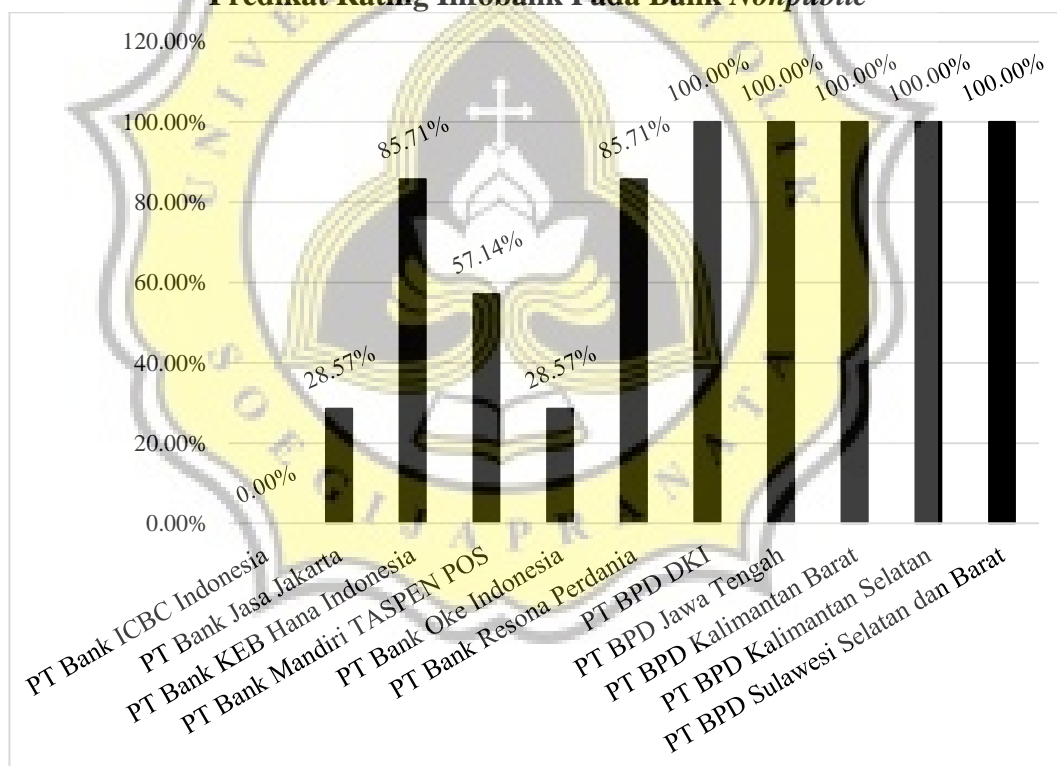 Predikat Rating Infobank Pada Bank Nonpublic
120.00%
100.00%
80.00%
60.00%
40.00%
20.00%
0.00%
0.00%
28.57%
85.71%
57.14%
28.57%
85.71%
100.00%
100.00%
100.00%
100.00%
100.00%
PT Bank ICBC Indonesia
PT Bank Jasa Jakarta
PT Bank KEB Hana Indonesia
PT Bank Mandiri TASPEN POS
PT Bank Oke Indonesia
PT Bank Resona Perdania
PT BPD DKI
PT BPD Jawa Tengah
PT BPD Kalimantan Barat
PT BPD Kalimantan Selatan
PT BPD Sulawesi Selatan dan Barat
SOEGIJAPRANATA